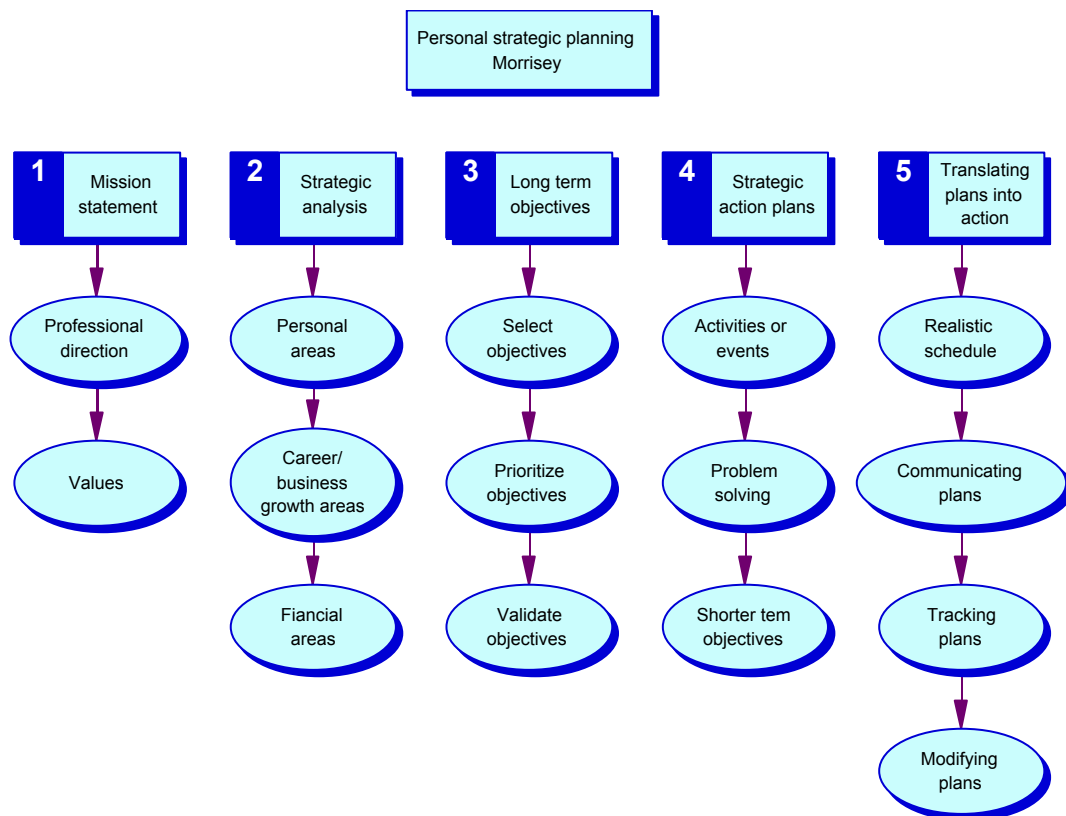 Personal strategic planning
Morrisey
1
Mission
statement
2
Strategic
analysis
3
Long term
objectives
4
Strategic
action plans
5
Translating
plans into
action
Professional
direction
Personal
areas
Select
objectives
Activities or
events
Realistic
schedule
Values
Career/
business
growth areas
Prioritize
objectives
Problem
solving
Communicating
plans
Fiancial
areas
Validate
objectives
Shorter tem
objectives
Tracking
plans
Modifying
plans